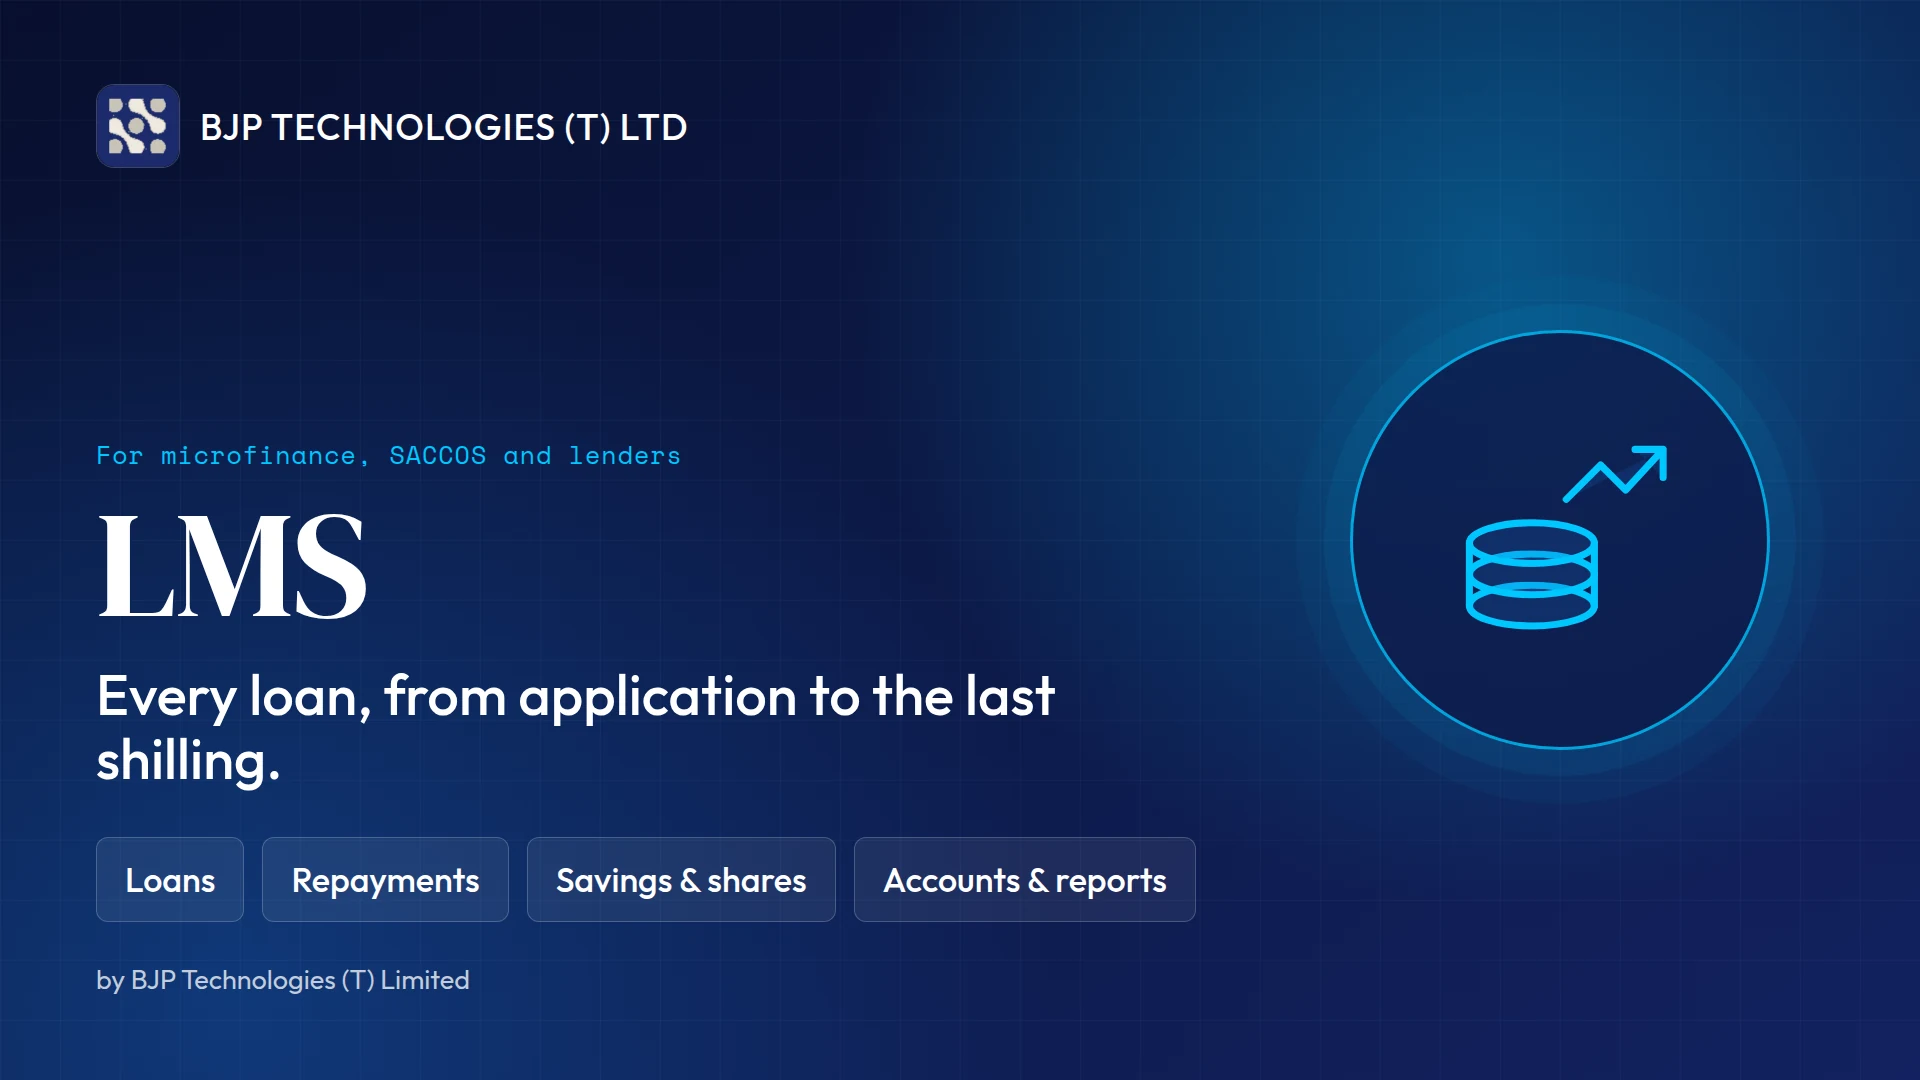 BJP TECHNOLOGIES (T) LTD
For microfinance, SACCOS and lenders
LMS
Every loan, from application to the last
shilling.
Loans
Repayments
Savings & shares
Accounts & reports
by BJP Technologies (T) Limited